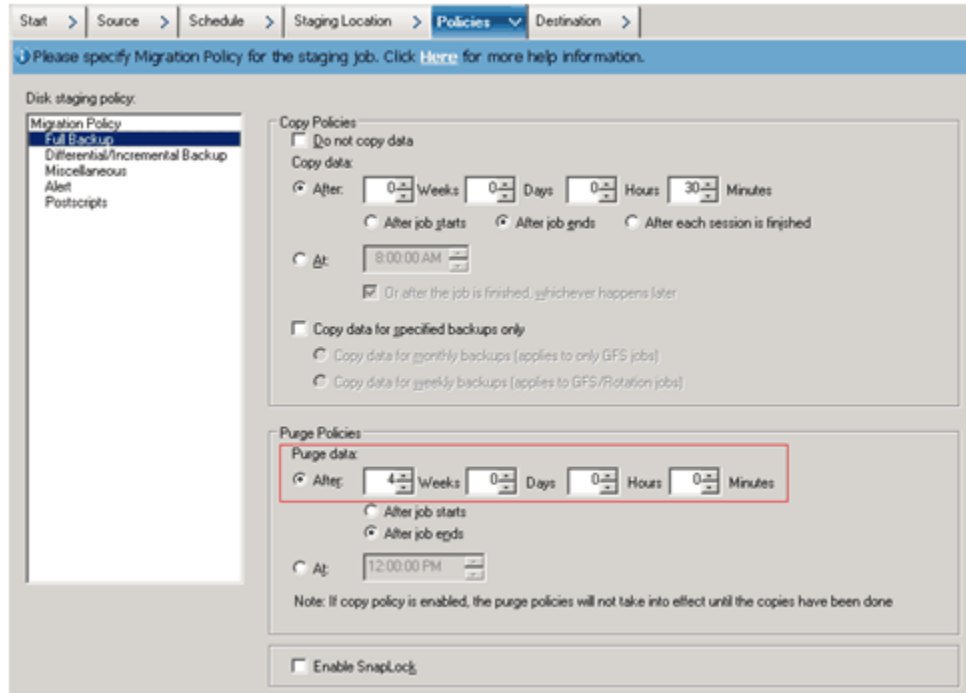 Start > Source > Schedule > Staging Location > Policies Destination >
Please specify Migration Policy for the staging job. Click Here for more help information.
Disk staging policy:
Migration Policy
Full Backup
Differential/Incremental Backup
Miscellaneous
Alert
Postscripts
Copy Policies
Do not copy data
Copy data:
After: 0 Weeks 0 Days 0 Hours 30 Minutes
After job starts After job ends After each session is finished
At: 8:00:00 AM
Or after the job is finished, whichever happens later
Copy data for specified backups only
Copy data for monthly backups (applies to only GFS jobs)
Copy data for weekly backups (applies to GFS/Rotation jobs)
Purge Policies
Purge data:
After: 4 Weeks 0 Days 0 Hours 0 Minutes
After job starts
After job ends
At: 12:00:00 PM
Note: If copy policy is enabled, the purge policies will not take into effect until the copies have been done
Enable SnapLock